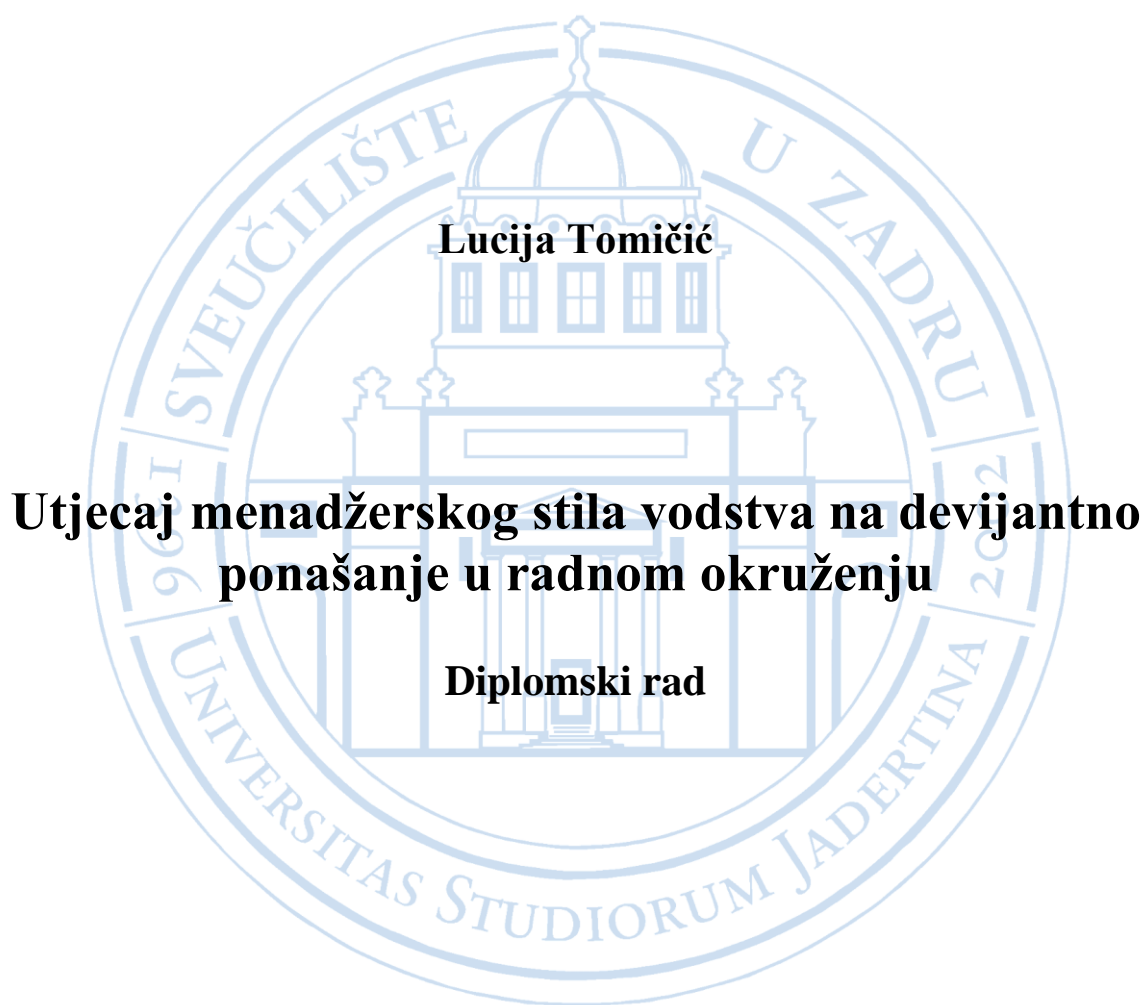 SVEUČILIŠTE U ZADRU
Lucija Tomičić
1396
2002
Utjecaj menadžerskog stila vodstva na devijantno
ponašanje u radnom okruženju
Diplomski rad
UNIVERSITAS STUDIORUM JADERTINA